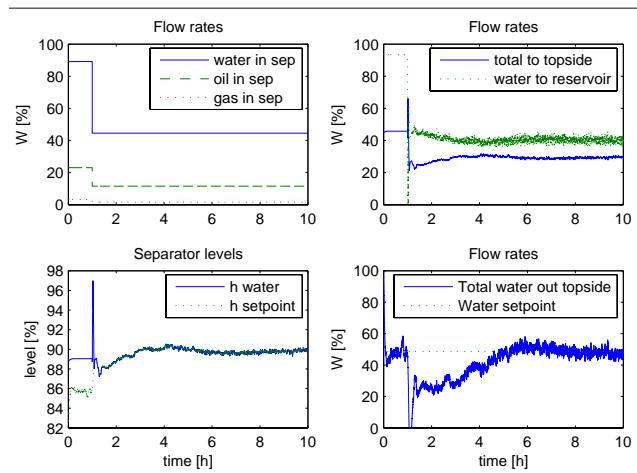 Flow rates
100
80
60
40
20
0
W [%]
water in sep
oil in sep
gas in sep
0 2 4 6 8 10
Flow rates
100
80
60
40
20
0
W [%]
total to topside
water to reservoir
0 2 4 6 8 10
Separator levels
98
96
94
92
90
88
86
84
82
level [%]
h water
h setpoint
0 2 4 6 8 10
time [h]
Flow rates
100
80
60
40
20
0
W [%]
Total water out topside
Water setpoint
0 2 4 6 8 10
time [h]